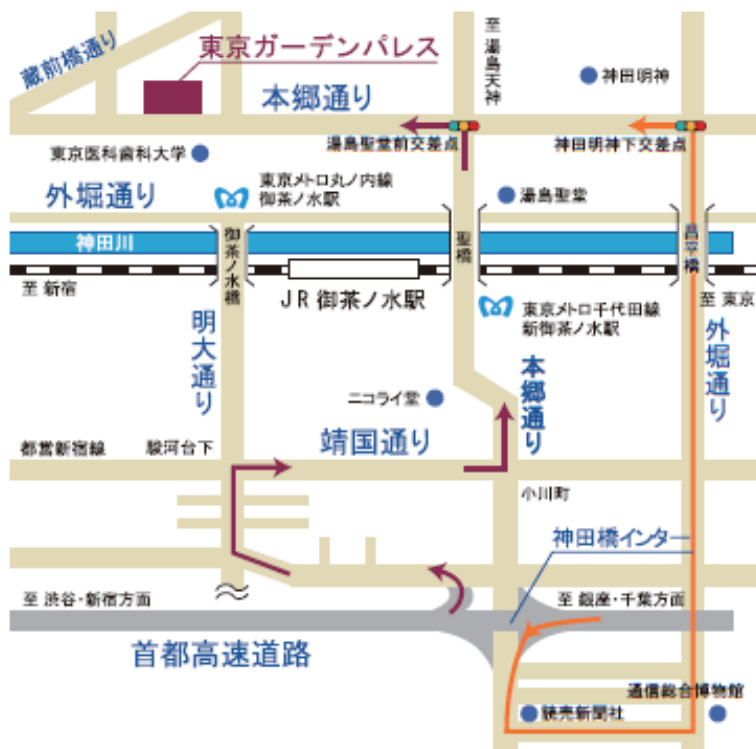 蔵前橋通り
東京ガーデンパレス
至 湯島天神
神田明神
本郷通り
湯島聖堂前交差点
神田明神下交差点
東京医科歯科大学
外堀通り
東京メトロ丸ノ内線
御茶ノ水駅
湯島聖堂
神田川
御茶ノ水橋
聖橋
昌平橋
至 新宿
JR 御茶ノ水駅
至 東京
東京メトロ千代田線
新御茶ノ水駅
明大通り
外堀通り
本郷通り
ニコライ堂
靖国通り
都営新宿線
駿河台下
小川町
神田橋インター
至 渋谷・新宿方面
至 銀座・千葉方面
首都高速道路
通信総合博物館
読売新聞社